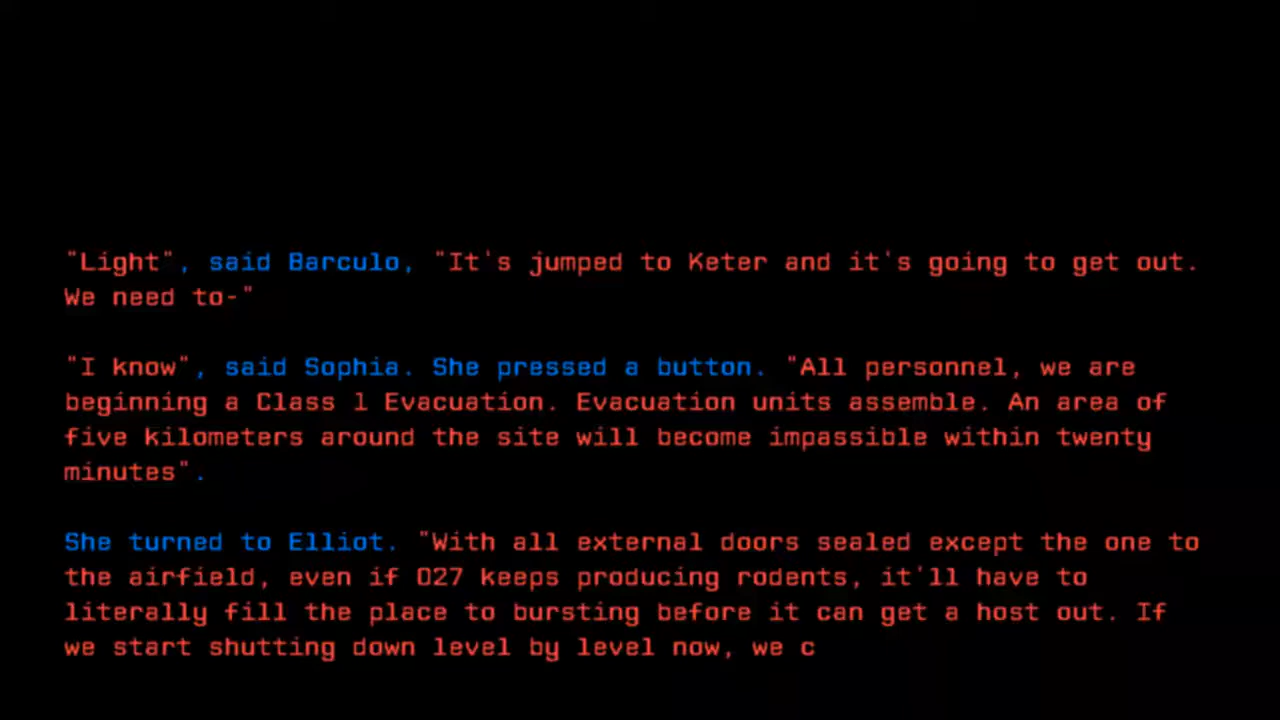 "Light", said Barculo, "It's jumped to Keter and it's going to get out.
We need to-"
"I know", said Sophia. She pressed a button. "All personnel, we are
beginning a Class 1 Evacuation. Evacuation units assemble. An area of
five kilometers around the site will become impassible within twenty
minutes".
She turned to Elliot. "With all external doors sealed except the one to
the airfield, even if 027 keeps producing rodents, it'll have to
literally fill the place to bursting before it can get a host out. If
we start shutting down level by level now, we c